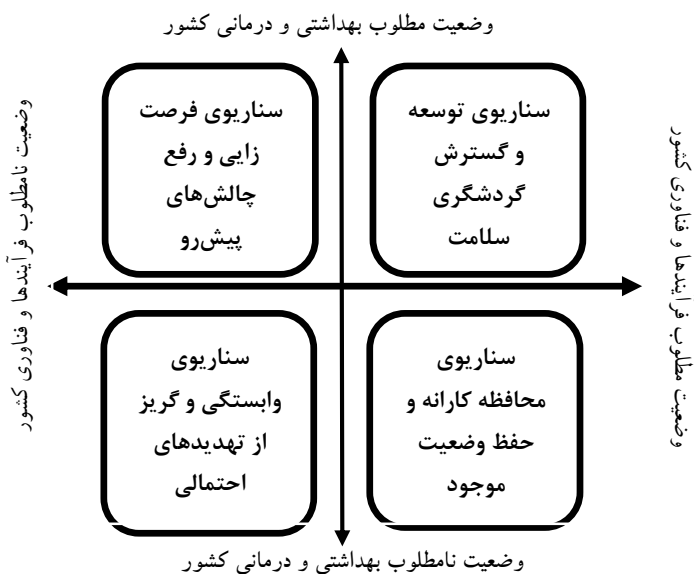 وضعیت مطلوب بهداشتی و درمانی کشور
سناریوی توسعه
و گسترش
گردشگری
سلامت
سناریوی فرصت
زایی و رفع
چالش‌های
پیش‌رو
وضعیت مطلوب فرایندها و فناوری کشور
وضعیت نامطلوب فرآیندها و فناوری کشور
سناریوی
محافظه کارانه و
حفظ وضعیت
موجود
سناریوی
وابستگی و گریز
از تهدیدهای
احتمالی
وضعیت نامطلوب بهداشتی و درمانی کشور